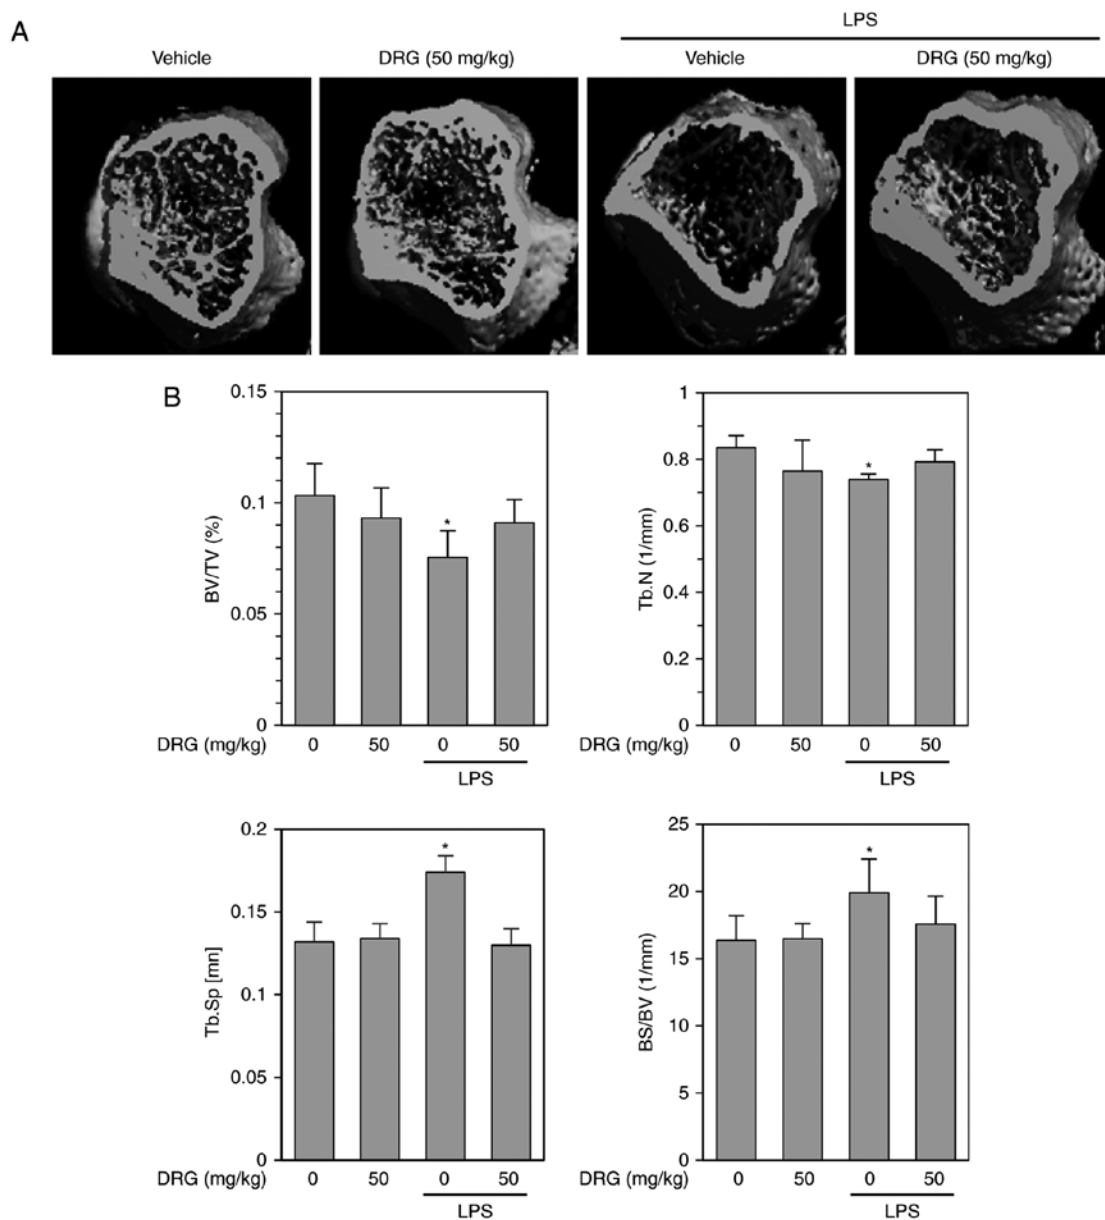 LPS
A
Vehicle
DRG (50 mg/kg)
Vehicle
DRG (50 mg/kg)
B
0.15
0.1
0.05
0
BV/TV (%)
*
DRG (mg/kg)
0
50
0
50
LPS
1
0.8
0.6
0.4
0.2
0
Tb.N (1/mm)
*
DRG (mg/kg)
0
50
0
50
LPS
0.2
0.15
0.1
0.05
0
Tb.Sp [mn]
*
DRG (mg/kg)
0
50
0
50
LPS
25
20
15
10
5
0
BS/BV (1/mm)
*
DRG (mg/kg)
0
50
0
50
LPS